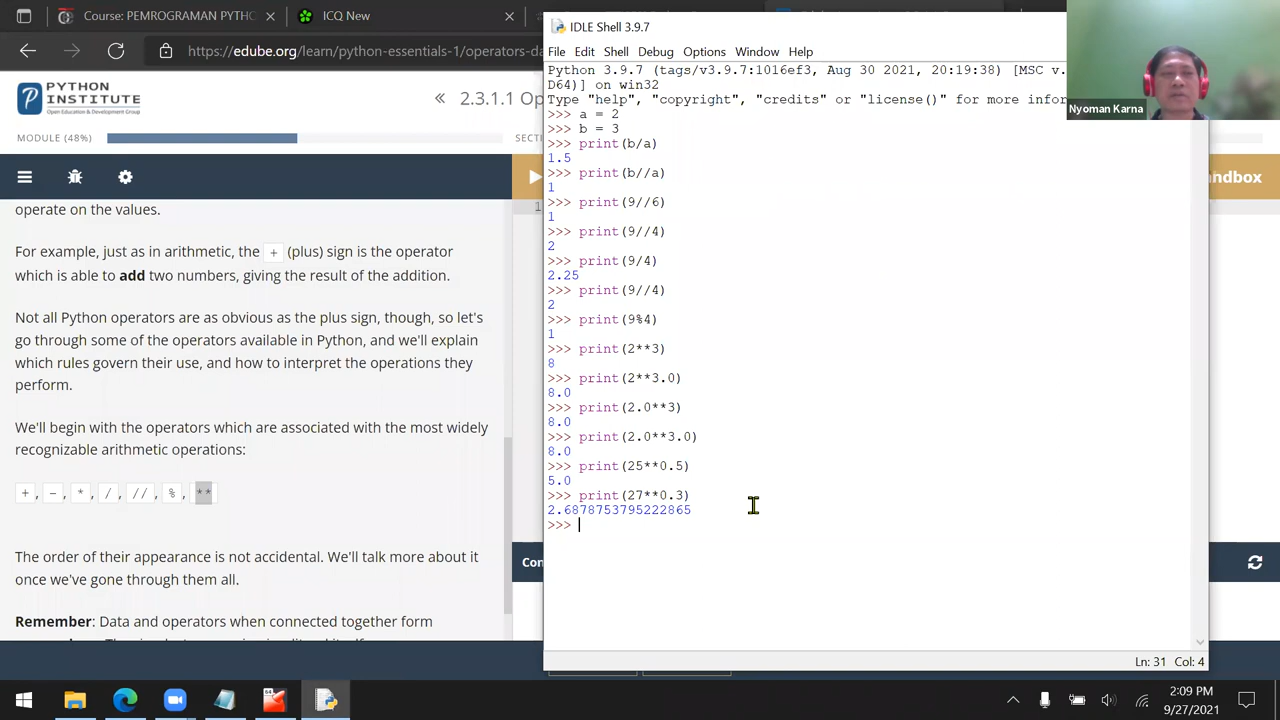 Course: PEMROGRAMAN PYTHO
ICQ New
https://edube.org/learn/python-essentials-1/operators-da
PYTHON
INSTITUTE
Open Education & Development Group
2.3.1.1 Op
MODULE (48%)
SECTI
ndbox
1
operate on the values.
For example, just as in arithmetic, the + (plus) sign is the operator
which is able to add two numbers, giving the result of the addition.
Not all Python operators are as obvious as the plus sign, though, so let's
go through some of the operators available in Python, and we'll explain
which rules govern their use, and how to interpret the operations they
perform.
We'll begin with the operators which are associated with the most widely
recognizable arithmetic operations:
+, -, *, /, //, %, **
The order of their appearance is not accidental. We'll talk more about it
once we've gone through them all.
Remember: Data and operators when connected together form
Con
IDLE Shell 3.9.7
File Edit Shell Debug Options Window Help
Python 3.9.7 (tags/v3.9.7:1016ef3, Aug 30 2021, 20:19:38) [MSC v.
D64)] on win32
Type "help", "copyright", "credits" or "license()" for more infor
>>> a = 2
>>> b = 3
>>> print(b/a)
1.5
>>> print(b//a)
1
>>> print(9//6)
1
>>> print(9//4)
2
>>> print(9/4)
2.25
>>> print(9//4)
2
>>> print(9%4)
1
>>> print(2**3)
8
>>> print(2**3.0)
8.0
>>> print(2.0**3)
8.0
>>> print(2.0**3.0)
8.0
>>> print(25**0.5)
5.0
>>> print(27**0.3)
2.6878753795222865
>>>
Ln: 31 Col: 4
Nyoman Karna
2:09 PM
9/27/2021